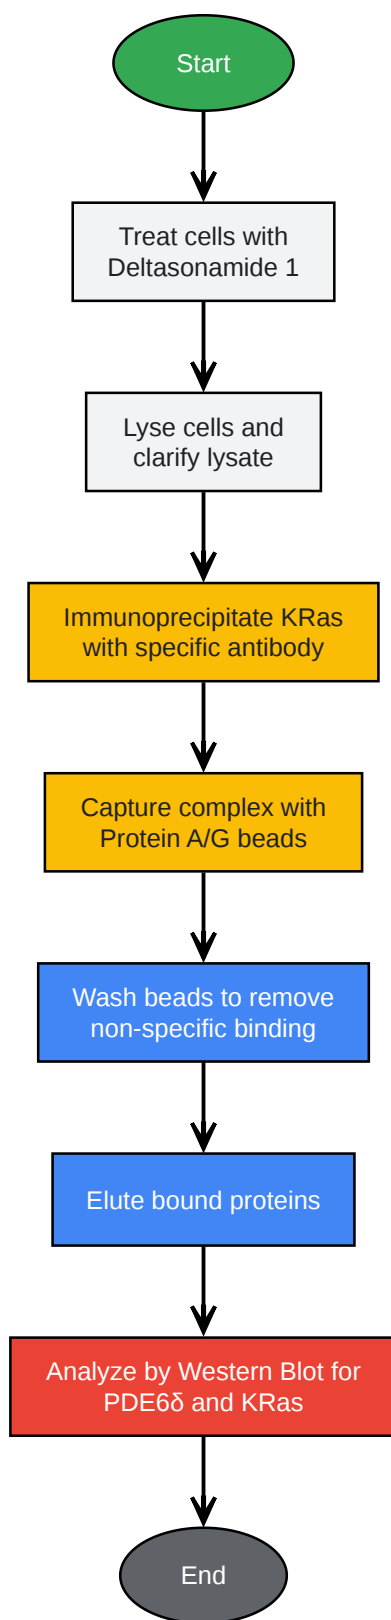 Start
Treat cells with
Deltasonamide 1
Lyse cells and
clarify lysate
Immunoprecipitate KRas
with specific antibody
Capture complex with
Protein A/G beads
Wash beads to remove
non-specific binding
Elute bound proteins
Analyze by Western Blot for
PDE6δ and KRas
End